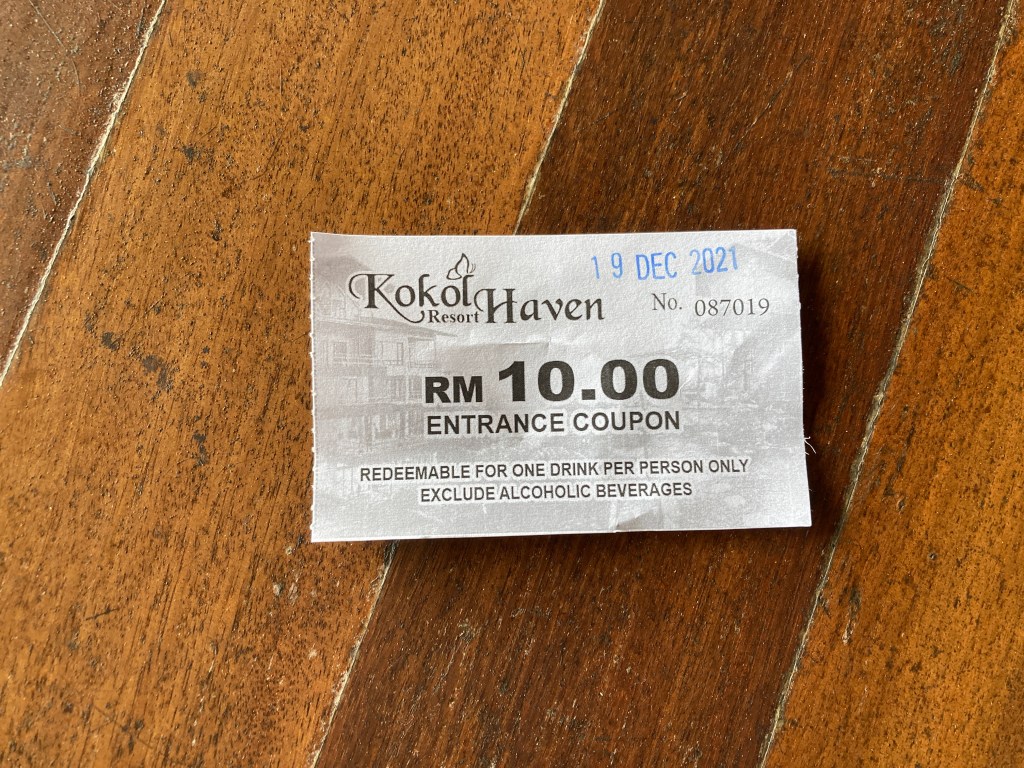 Kokol Haven
Resort
19 DEC 2021
No. 087019
RM 10.00
ENTRANCE COUPON
REDEEMABLE FOR ONE DRINK PER PERSON ONLY
EXCLUDE ALCOHOLIC BEVERAGES